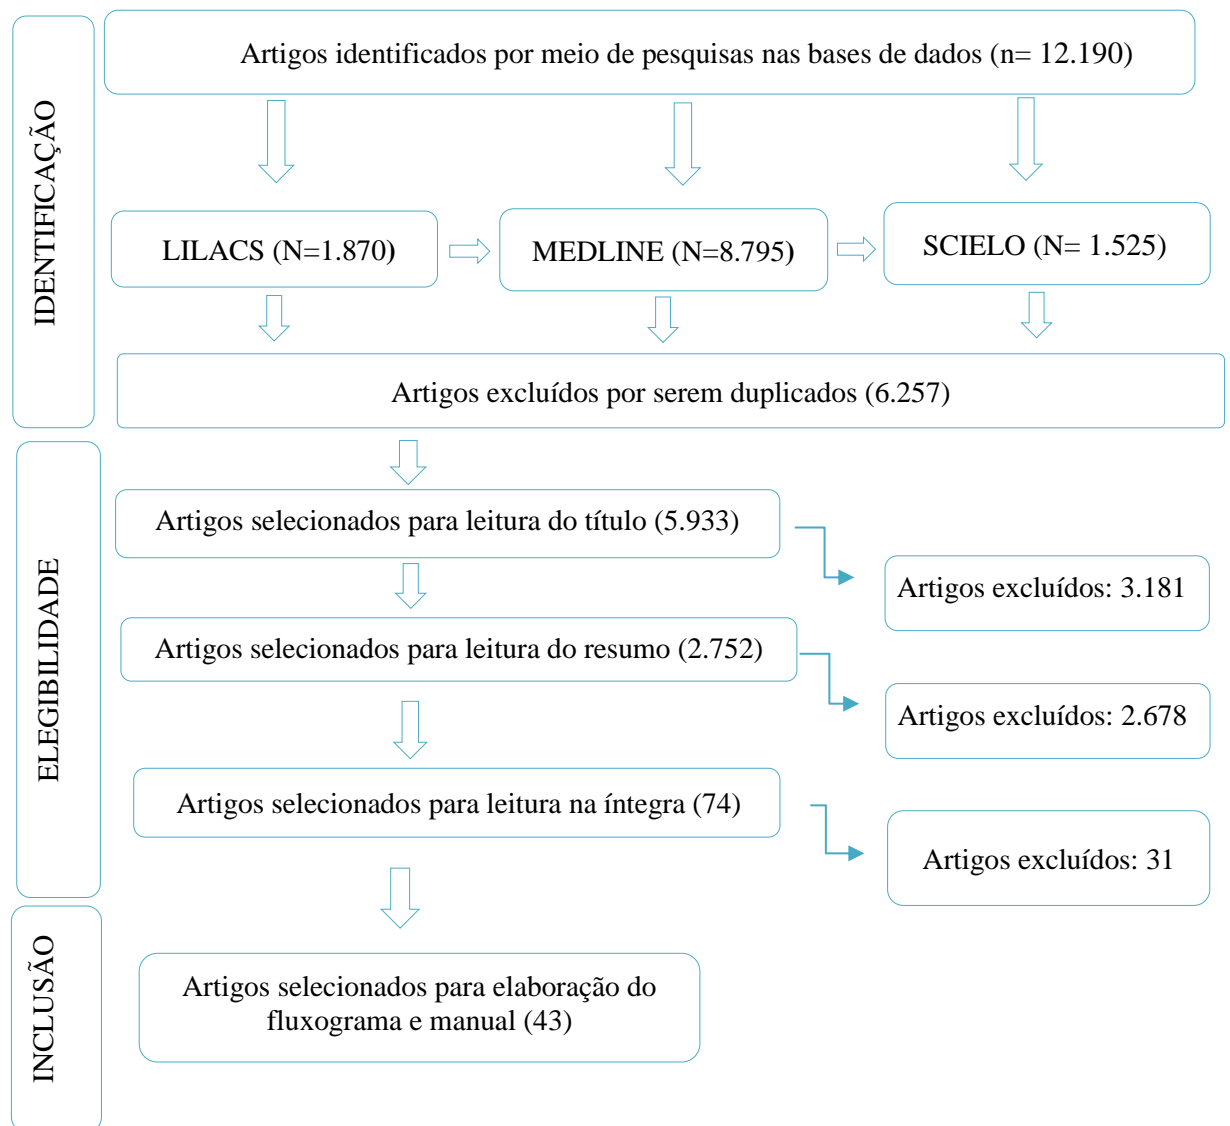 IDENTIFICAÇÃO
Artigos identificados por meio de pesquisas nas bases de dados (n= 12.190)
LILACS (N=1.870)
MEDLINE (N=8.795)
SCIELO (N= 1.525)
Artigos excluídos por serem duplicados (6.257)
ELEGIBILIDADE
Artigos selecionados para leitura do título (5.933)
Artigos excluídos: 3.181
Artigos selecionados para leitura do resumo (2.752)
Artigos excluídos: 2.678
Artigos selecionados para leitura na íntegra (74)
Artigos excluídos: 31
INCLUSÃO
Artigos selecionados para elaboração do
fluxograma e manual (43)